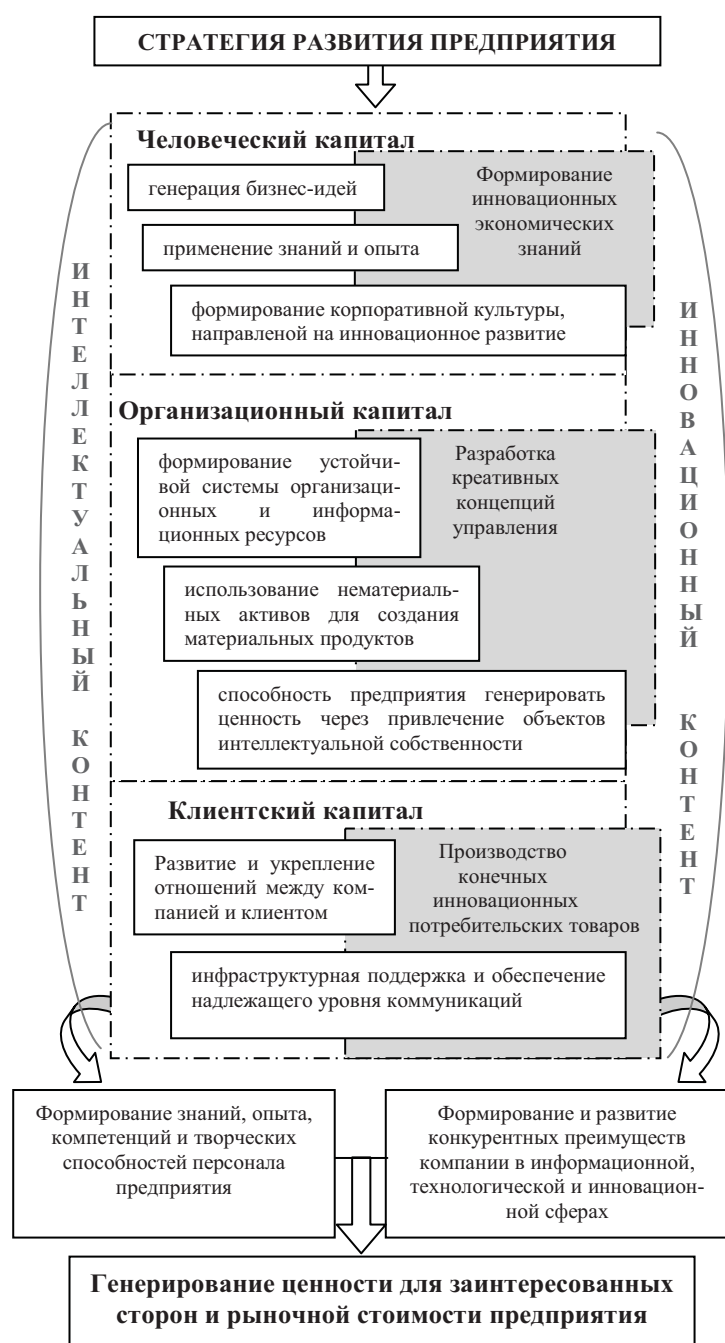 СТРАТЕГИЯ РАЗВИТИЯ ПРЕДПРИЯТИЯ
Человеческий капитал
генерация бизнес-идей
применение знаний и опыта
формирование корпоративной культуры,
направленой на инновационное развитие
Формирование
инновационных
экономических
знаний
Организационный капитал
формирование устойчи-
вой системы организаци-
онных и информа-
ционных ресурсов
использование нематериаль-
ных активов для создания
материальных продуктов
способность предприятия генерировать
ценность через привлечение объектов
интеллектуальной собственности
Разработка
креативных
концепций
управления
Клиентский капитал
Развитие и укрепление
отношений между ком-
панией и клиентом
инфраструктурная поддержка и обеспечение
надлежащего уровня коммуникаций
Производство
конечных
инновационных
потребительских товаров
ИНТЕЛЛЕКТУАЛЬНЫЙ КОНТЕНТ
ИННОВАЦИОННЫЙ КОНТЕНТ
Формирование знаний, опыта,
компетенций и творческих
способностей персонала
предприятия
Формирование и развитие
конкурентных преимуществ
компании в информационной,
технологической и инновацион-
ной сферах
Генерирование ценности для заинтересованных
сторон и рыночной стоимости предприятия